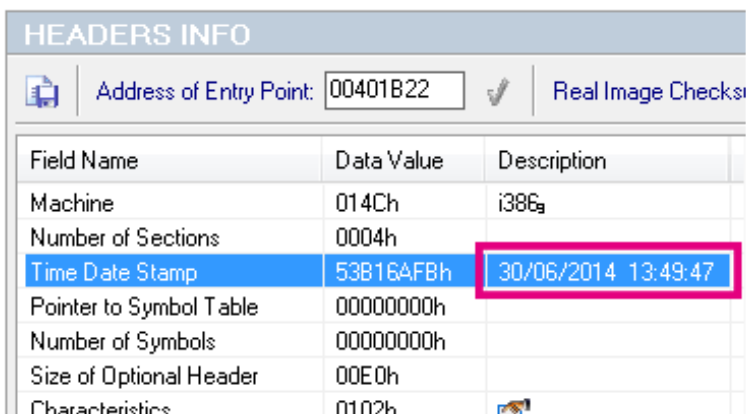 HEADERS INFO
Address of Entry Point: 00401B22 Real Image Checksu
Field Name Data Value Description
Machine 014Ch i386
Number of Sections 0004h
Time Date Stamp 53B16AFBh 30/06/2014 13:49:47
Pointer to Symbol Table 00000000h
Number of Symbols 00000000h
Size of Optional Header 00E0h
Characteristics 0102h